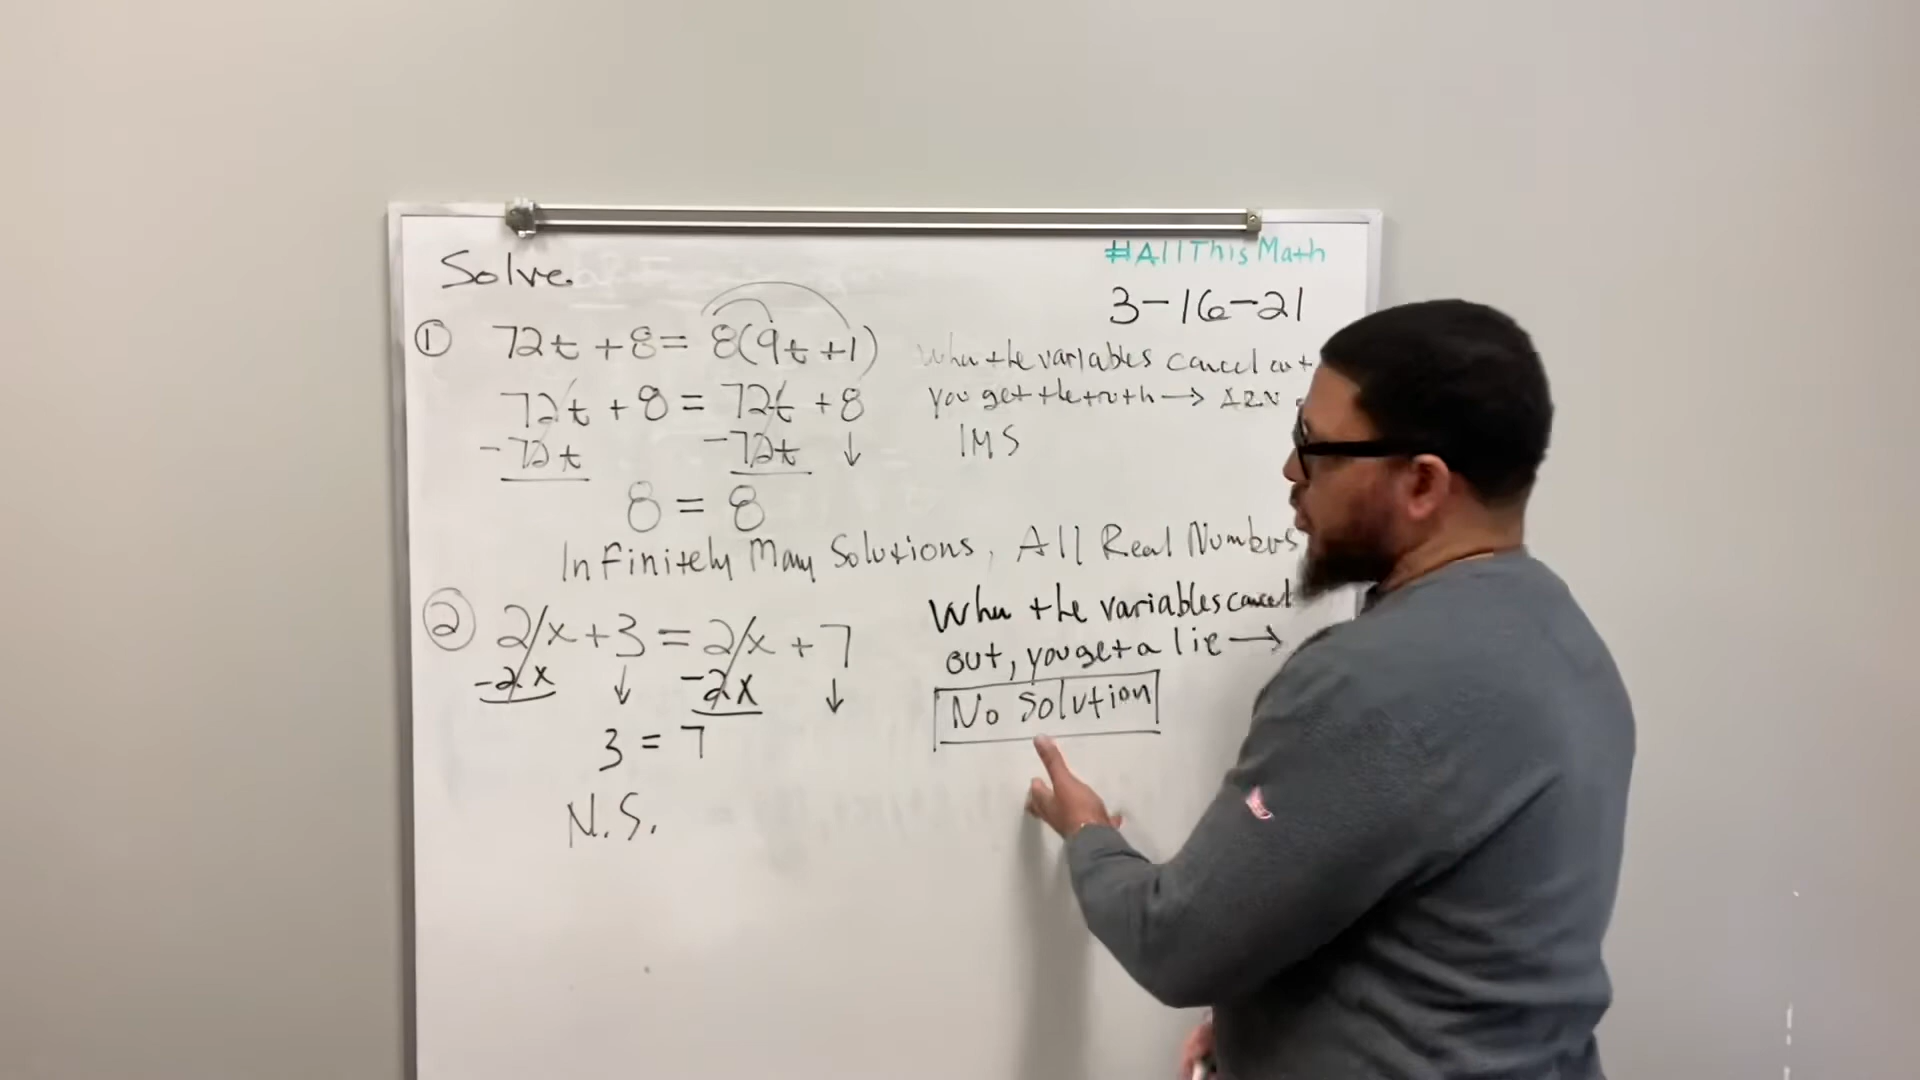 Solve
#AllThisMath
3-16-21
① 72t + 8 = 8(9t + 1)
72t + 8 = 72t + 8
-72t -72t ↓
8 = 8
Infinitely Many Solutions, All Real Numbers
When the variables cancel out
you get the truth →
IMS
② 2x + 3 = 2x + 7
-2x ↓ -2x ↓
3 = 7
N.S.
When the variables cancel
out, you get a lie →
No Solution